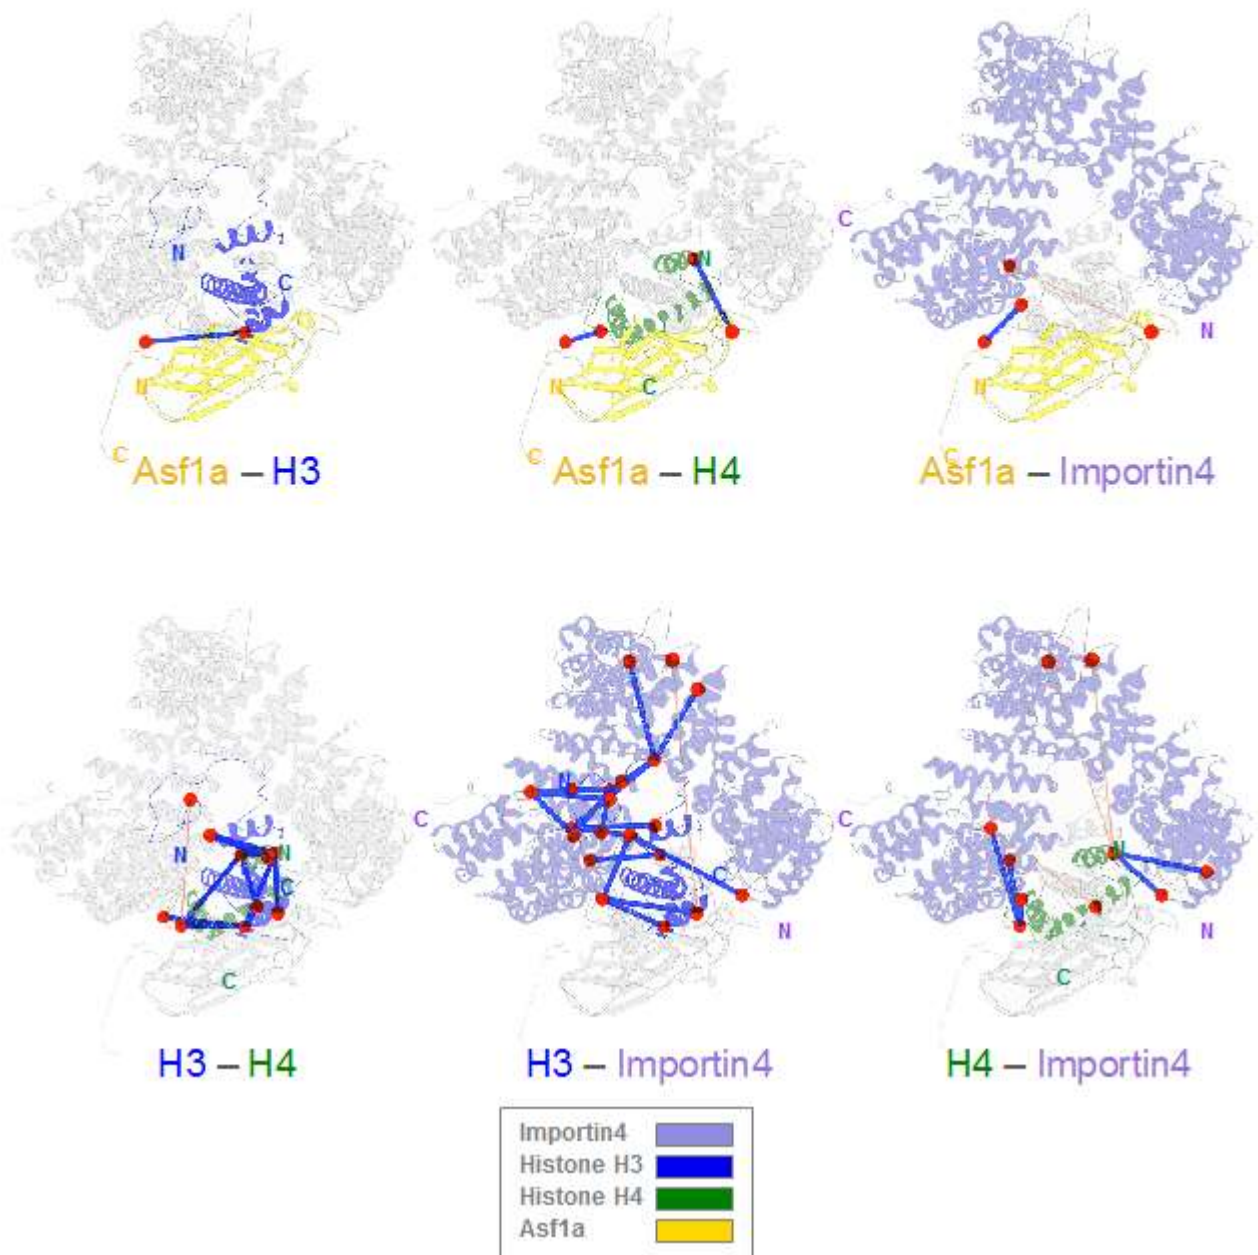 N
C
N
C
Asf1a – H3
N
N
C
C
Asf1a – H4
C
N
N
C
Asf1a – Importin4
N
N
C
C
H3 – H4
N
C
C
N
H3 – Importin4
C
N
N
C
H4 – Importin4
Importin4
Histone H3
Histone H4
Asf1a